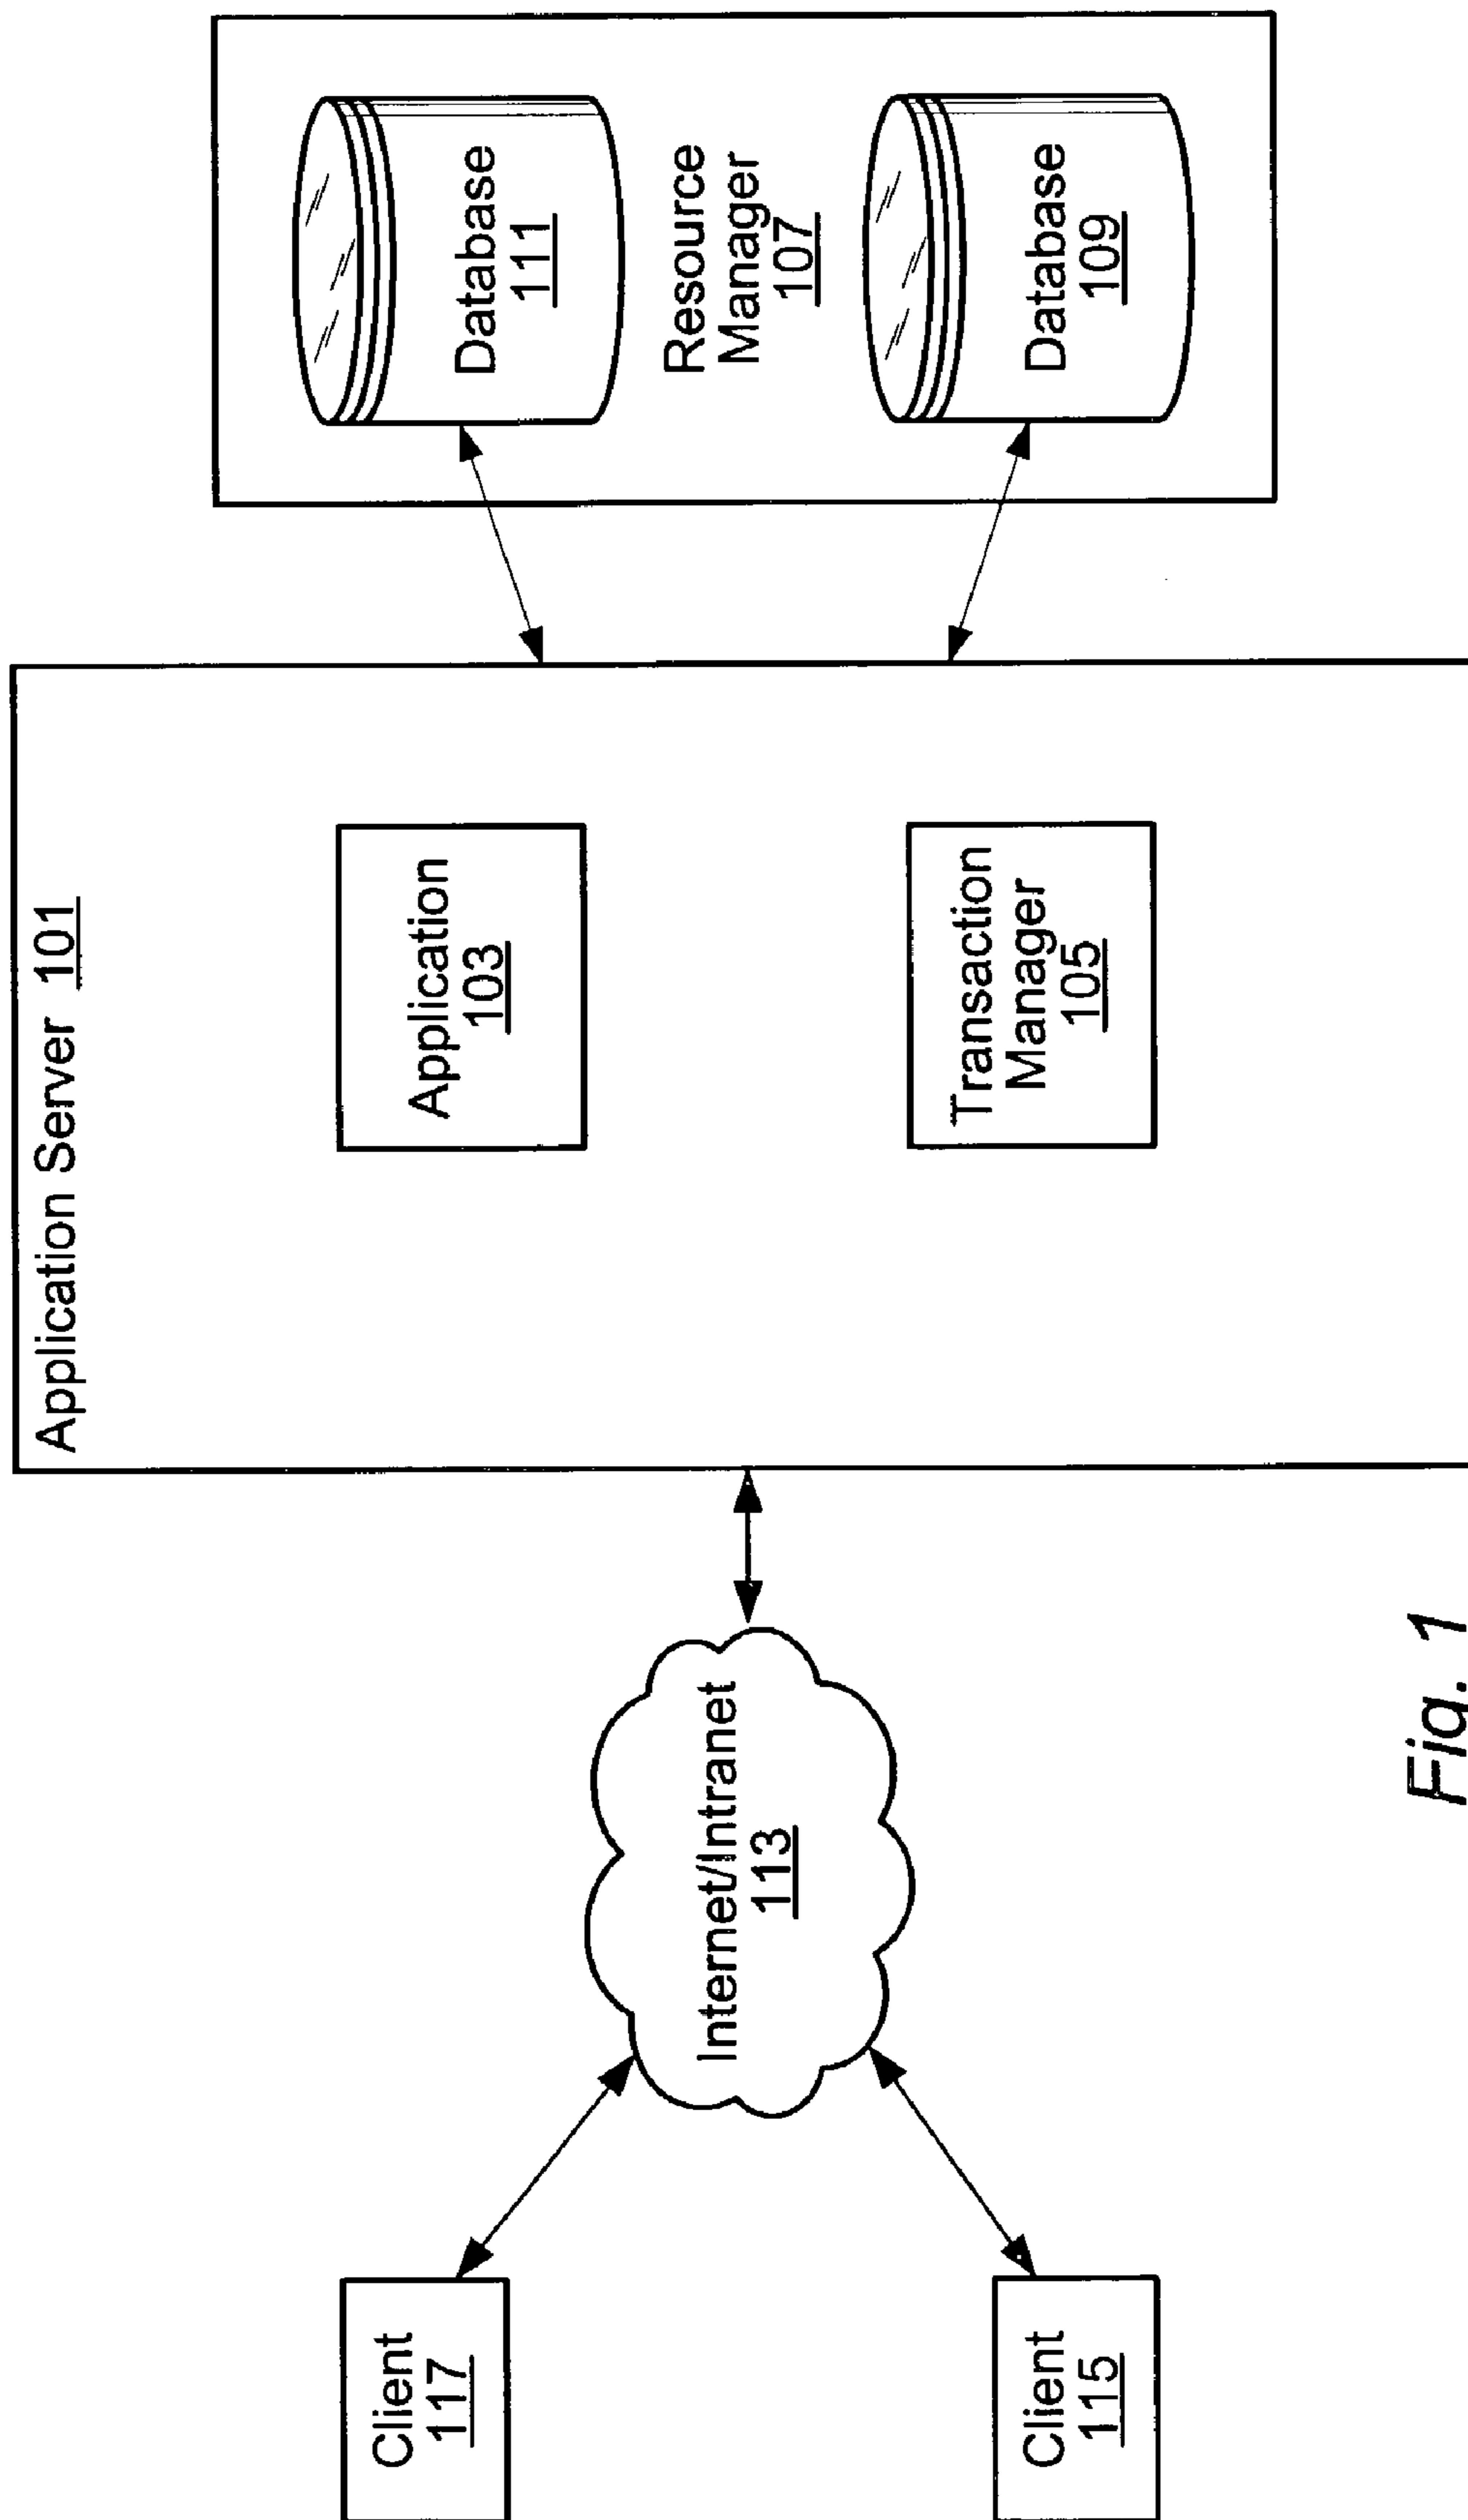 Client
117
Client
115
Internet/Intranet
113
Application Server 101
Application
103
Transaction
Manager
105
Database
111
Resource
Manager
107
Database
109
Fig. 1